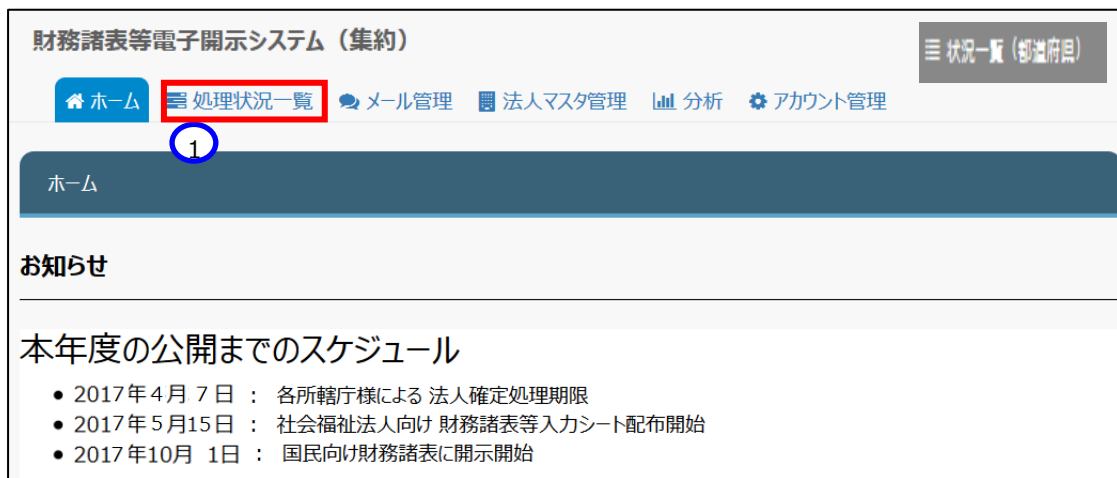 財務諸表等電子開示システム（集約）
状況一覧（都道府県）
ホーム 処理状況一覧 メール管理 法人マスタ管理 分析 アカウント管理
1
ホーム
お知らせ
本年度の公開までのスケジュール
● 2017年4月 7日 ： 各所轄庁様による 法人確定処理期限
● 2017年5月15日 ： 社会福祉法人向け 財務諸表等入力シート配布開始
● 2017年10月 1日 ： 国民向け財務諸表に開示開始